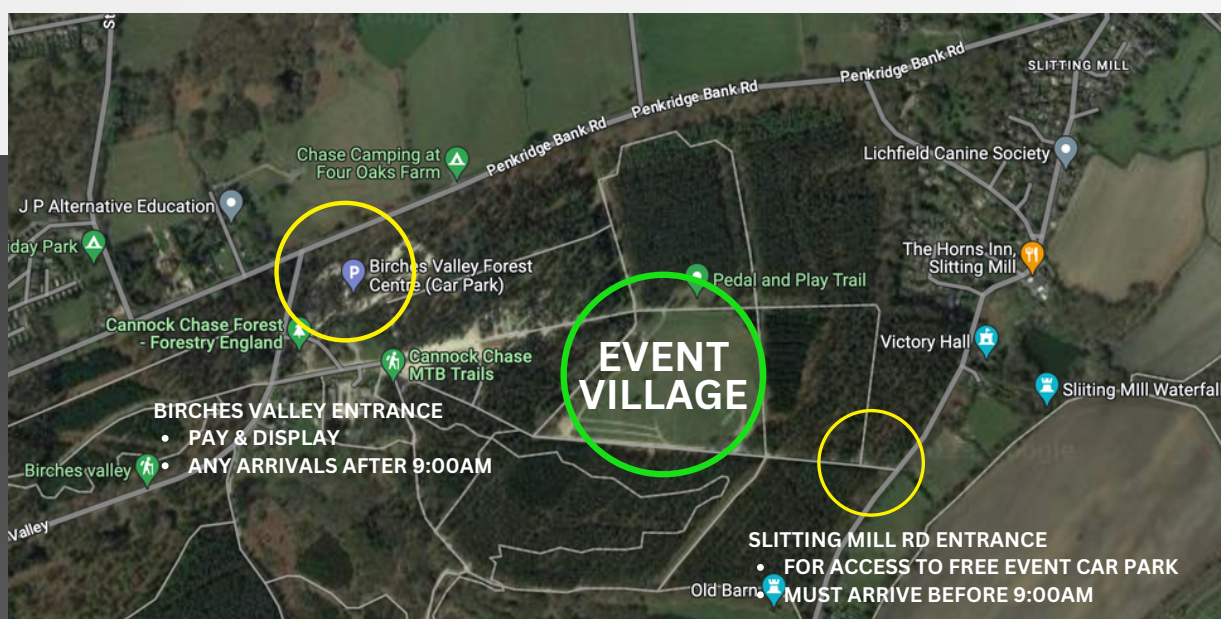 St
Penkridge Bank Rd
Penkridge Bank Rd
Penkridge Bank Rd
SLITTING MILL
Chase Camping at
Four Oaks Farm
Lichfield Canine Society
J P Alternative Education
iday Park
The Horns Inn,
Slitting Mill
P
Birches Valley Forest
Centre (Car Park)
Pedal and Play Trail
Cannock Chase Forest
- Forestry England
Victory Hall
EVENT
VILLAGE
Cannock Chase
MTB Trails
Sliiting-MIll Waterfall
BIRCHES VALLEY ENTRANCE
• PAY & DISPLAY
• ANY ARRIVALS AFTER 9:00AM
Birches valley
Valley
SLITTING MILL RD ENTRANCE
• FOR ACCESS TO FREE EVENT CAR PARK
• MUST ARRIVE BEFORE 9:00AM
Old Barn